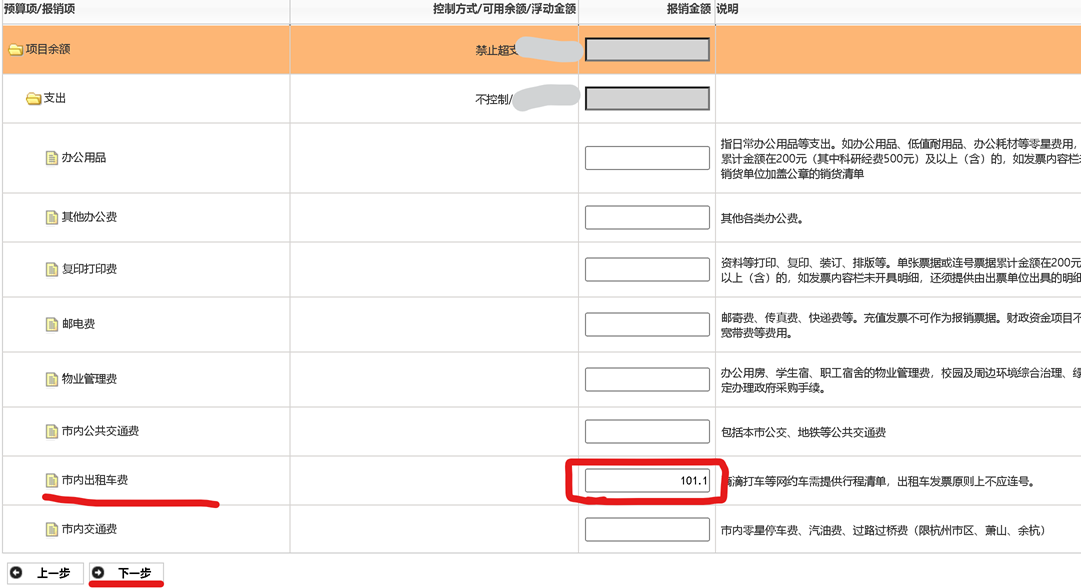 预算项/报销项 控制方式/可用余额/浮动金额 报销金额 说明
项目余额 禁止超支
支出 不控制/
办公用品 指日常办公用品等支出。如办公用品、低值耐用品、办公耗材等零星费用,
累计金额在200元（其中科研经费500元）及以上（含）的，如发票内容栏
销货单位加盖公章的销货清单
其他办公费 其他各类办公费。
复印打印费 资料等打印、复印、装订、排版等。单张票据或连号票据累计金额在200元
以上（含）的，如发票内容栏未开具明细，还须提供由出票单位出具的明细
邮电费 邮寄费、传真费、快递费等。充值发票不可作为报销票据。财政资金项目不
宽带费等费用。
物业管理费 办公用房、学生宿、职工宿舍的物业管理费，校园及周边环境综合治理、绿
定办理政府采购手续。
市内公共交通费 包括本市公交、地铁等公共交通费
市内出租车费 101.1 滴滴打车等网约车需提供行程清单，出租车发票原则上不应连号。
市内交通费 市内零星停车费、汽油费、过路过桥费（限杭州市区、萧山、余杭）
上一步 下一步